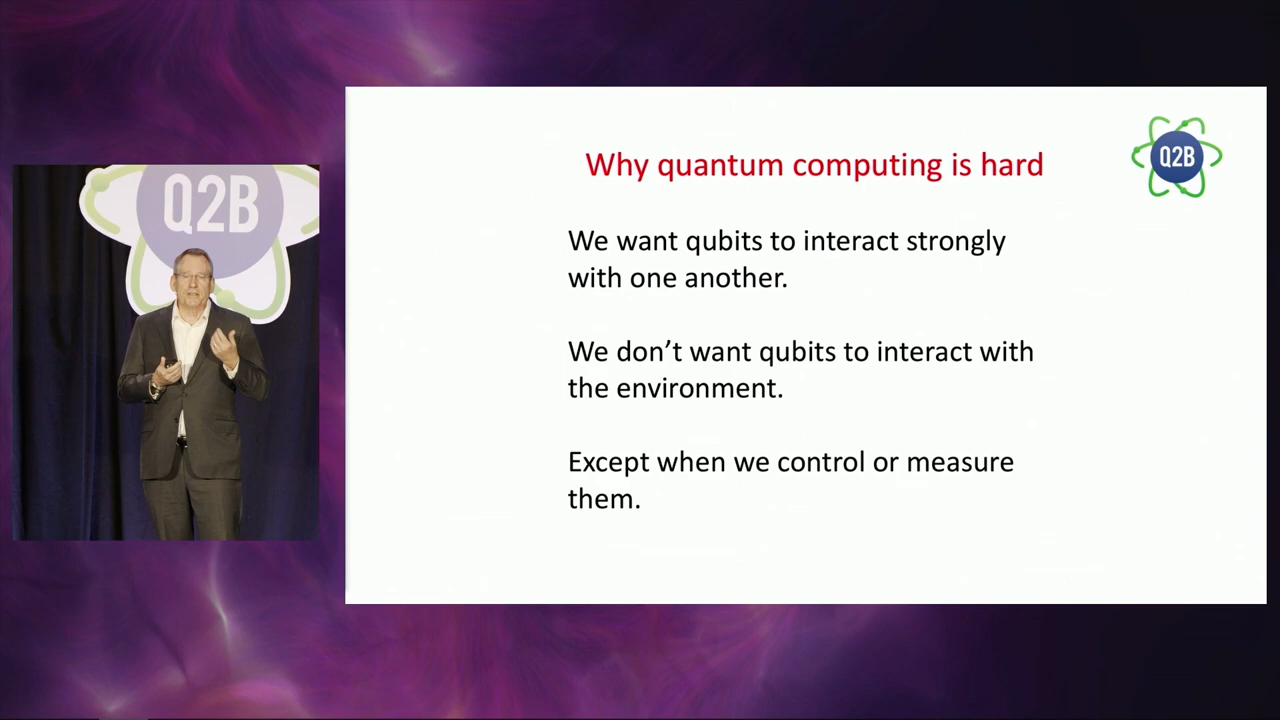 Q2B
Why quantum computing is hard
Q2B
We want qubits to interact strongly
with one another.
We don’t want qubits to interact with
the environment.
Except when we control or measure
them.